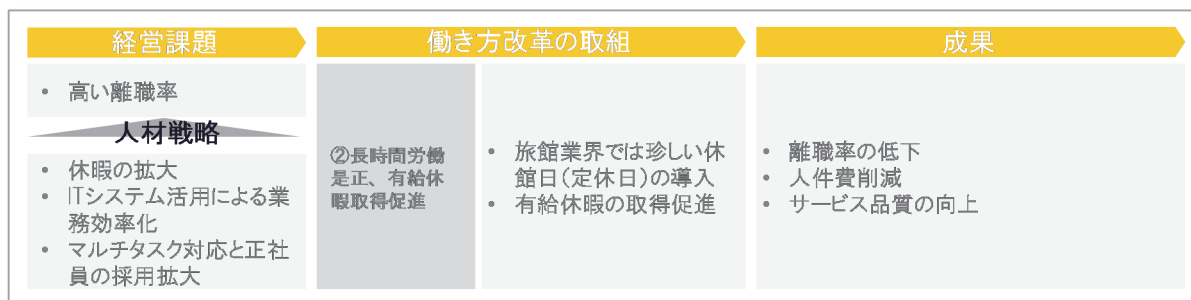 経営課題
働き方改革の取組
成果
• 高い離職率
人材戦略
• 休暇の拡大
• ITシステム活用による業
務効率化
• マルチタスク対応と正社
員の採用拡大
②長時間労働
是正、有給休
暇取得促進
• 旅館業界では珍しい休
館日(定休日)の導入
• 有給休暇の取得促進
• 離職率の低下
• 人件費削減
• サービス品質の向上